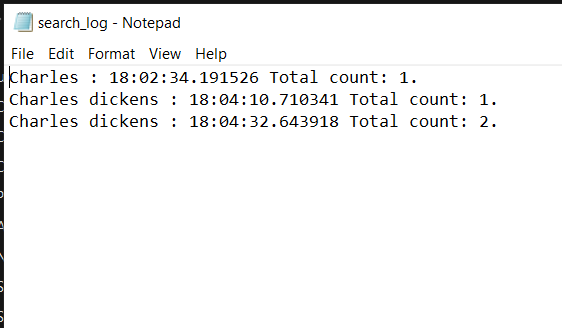 search_log - Notepad
File Edit Format View Help
Charles : 18:02:34.191526 Total count: 1.
Charles dickens : 18:04:10.710341 Total count: 1.
Charles dickens : 18:04:32.643918 Total count: 2.